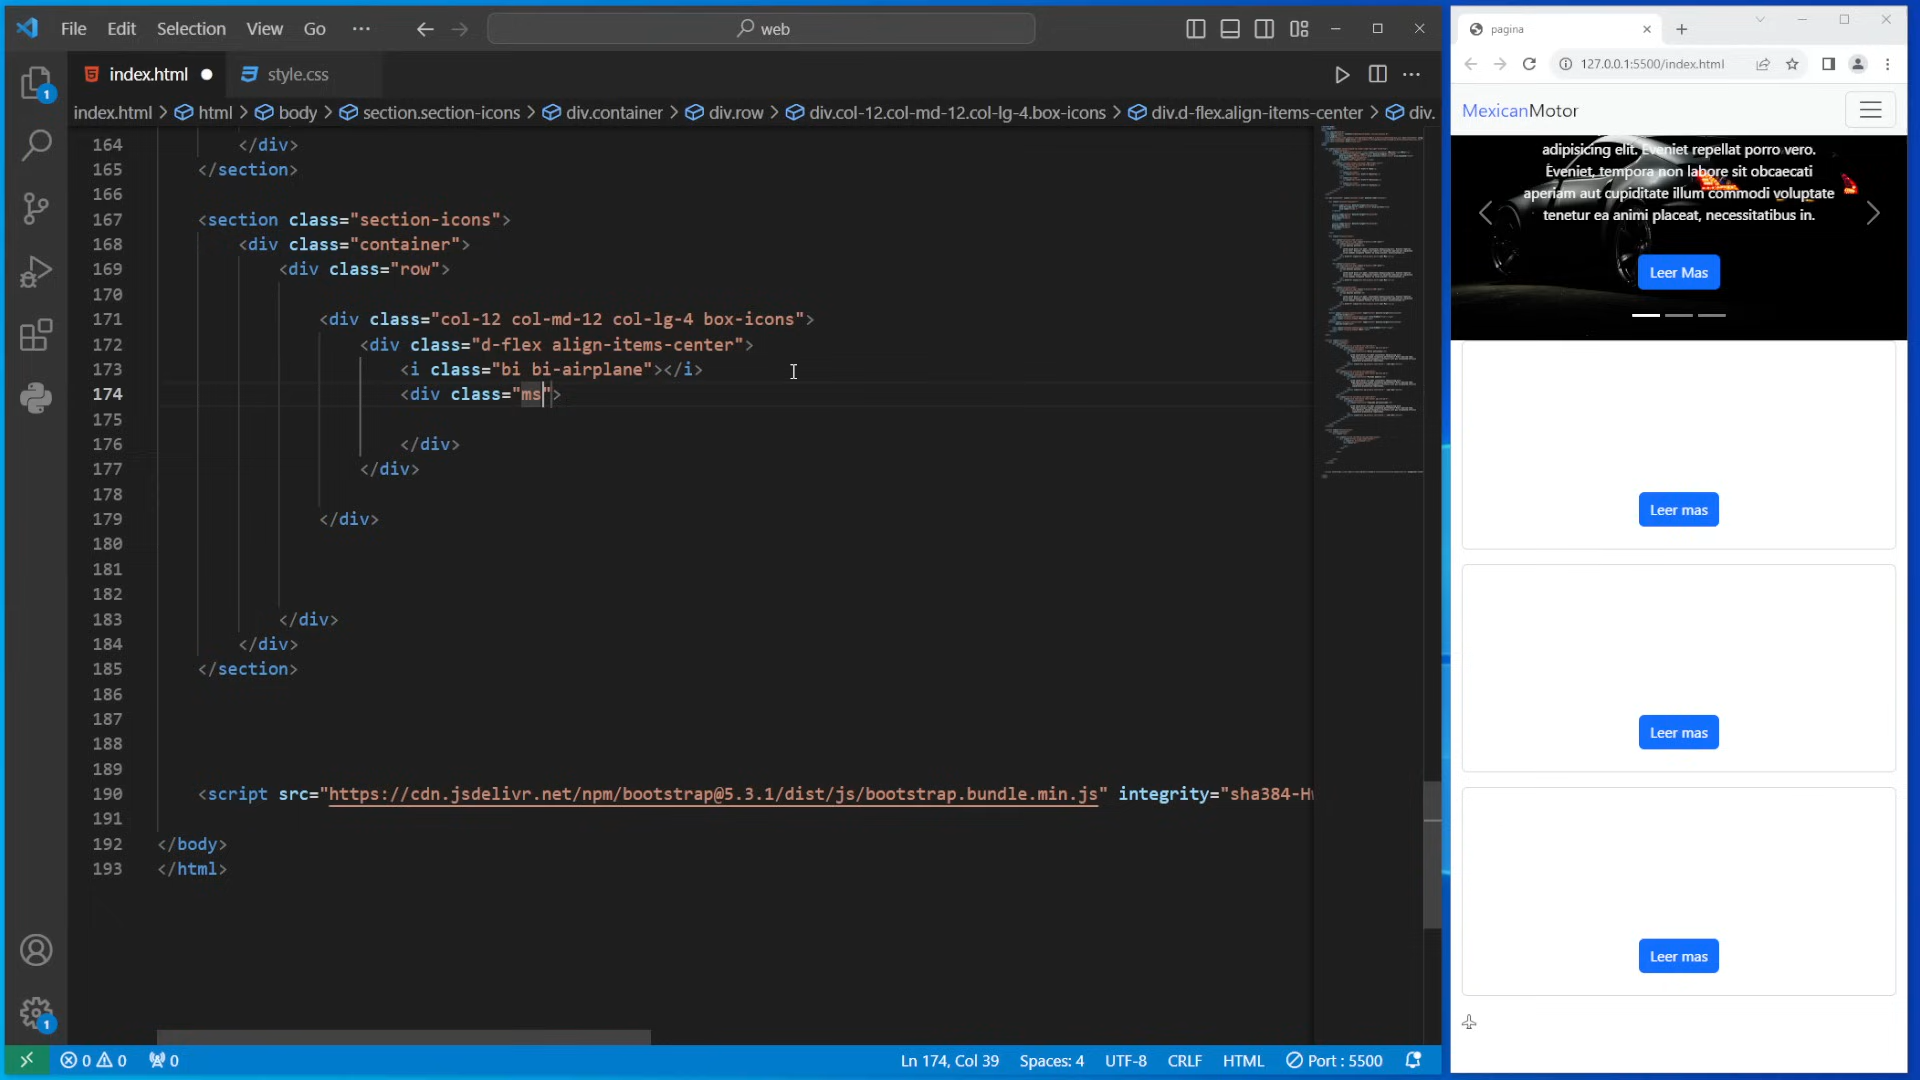 File Edit Selection View Go ··· web
index.html style.css
index.html > html > body > section.section-icons > div.container > div.row > div.col-12.col-md-12.col-lg-4.box-icons > div.d-flex.align-items-center > div.
164 </div>
165 </section>
166
167 <section class="section-icons">
168 <div class="container">
169 <div class="row">
170
171 <div class="col-12 col-md-12 col-lg-4 box-icons">
172 <div class="d-flex align-items-center">
173 <i class="bi bi-airplane"></i>
174 <div class="ms">
175
176 </div>
177 </div>
178
179 </div>
180
181
182
183 </div>
184 </div>
185 </section>
186
187
188
189
190 <script src="https://cdn.jsdelivr.net/npm/bootstrap@5.3.1/dist/js/bootstrap.bundle.min.js" integrity="sha384-H
191
192 </body>
193 </html>
1
1
0 0 0 Ln 174, Col 39 Spaces: 4 UTF-8 CRLF HTML Port : 5500
pagina
127.0.0.1:5500/index.html
MexicanMotor
adipisicing elit. Eveniet repellat porro vero.
Eveniet, tempora non labore sit obcaecati
aperiam aut cupiditate illum commodi voluptate
tenetur ea animi placeat, necessitatibus in.
Leer Mas
Leer mas
Leer mas
Leer mas